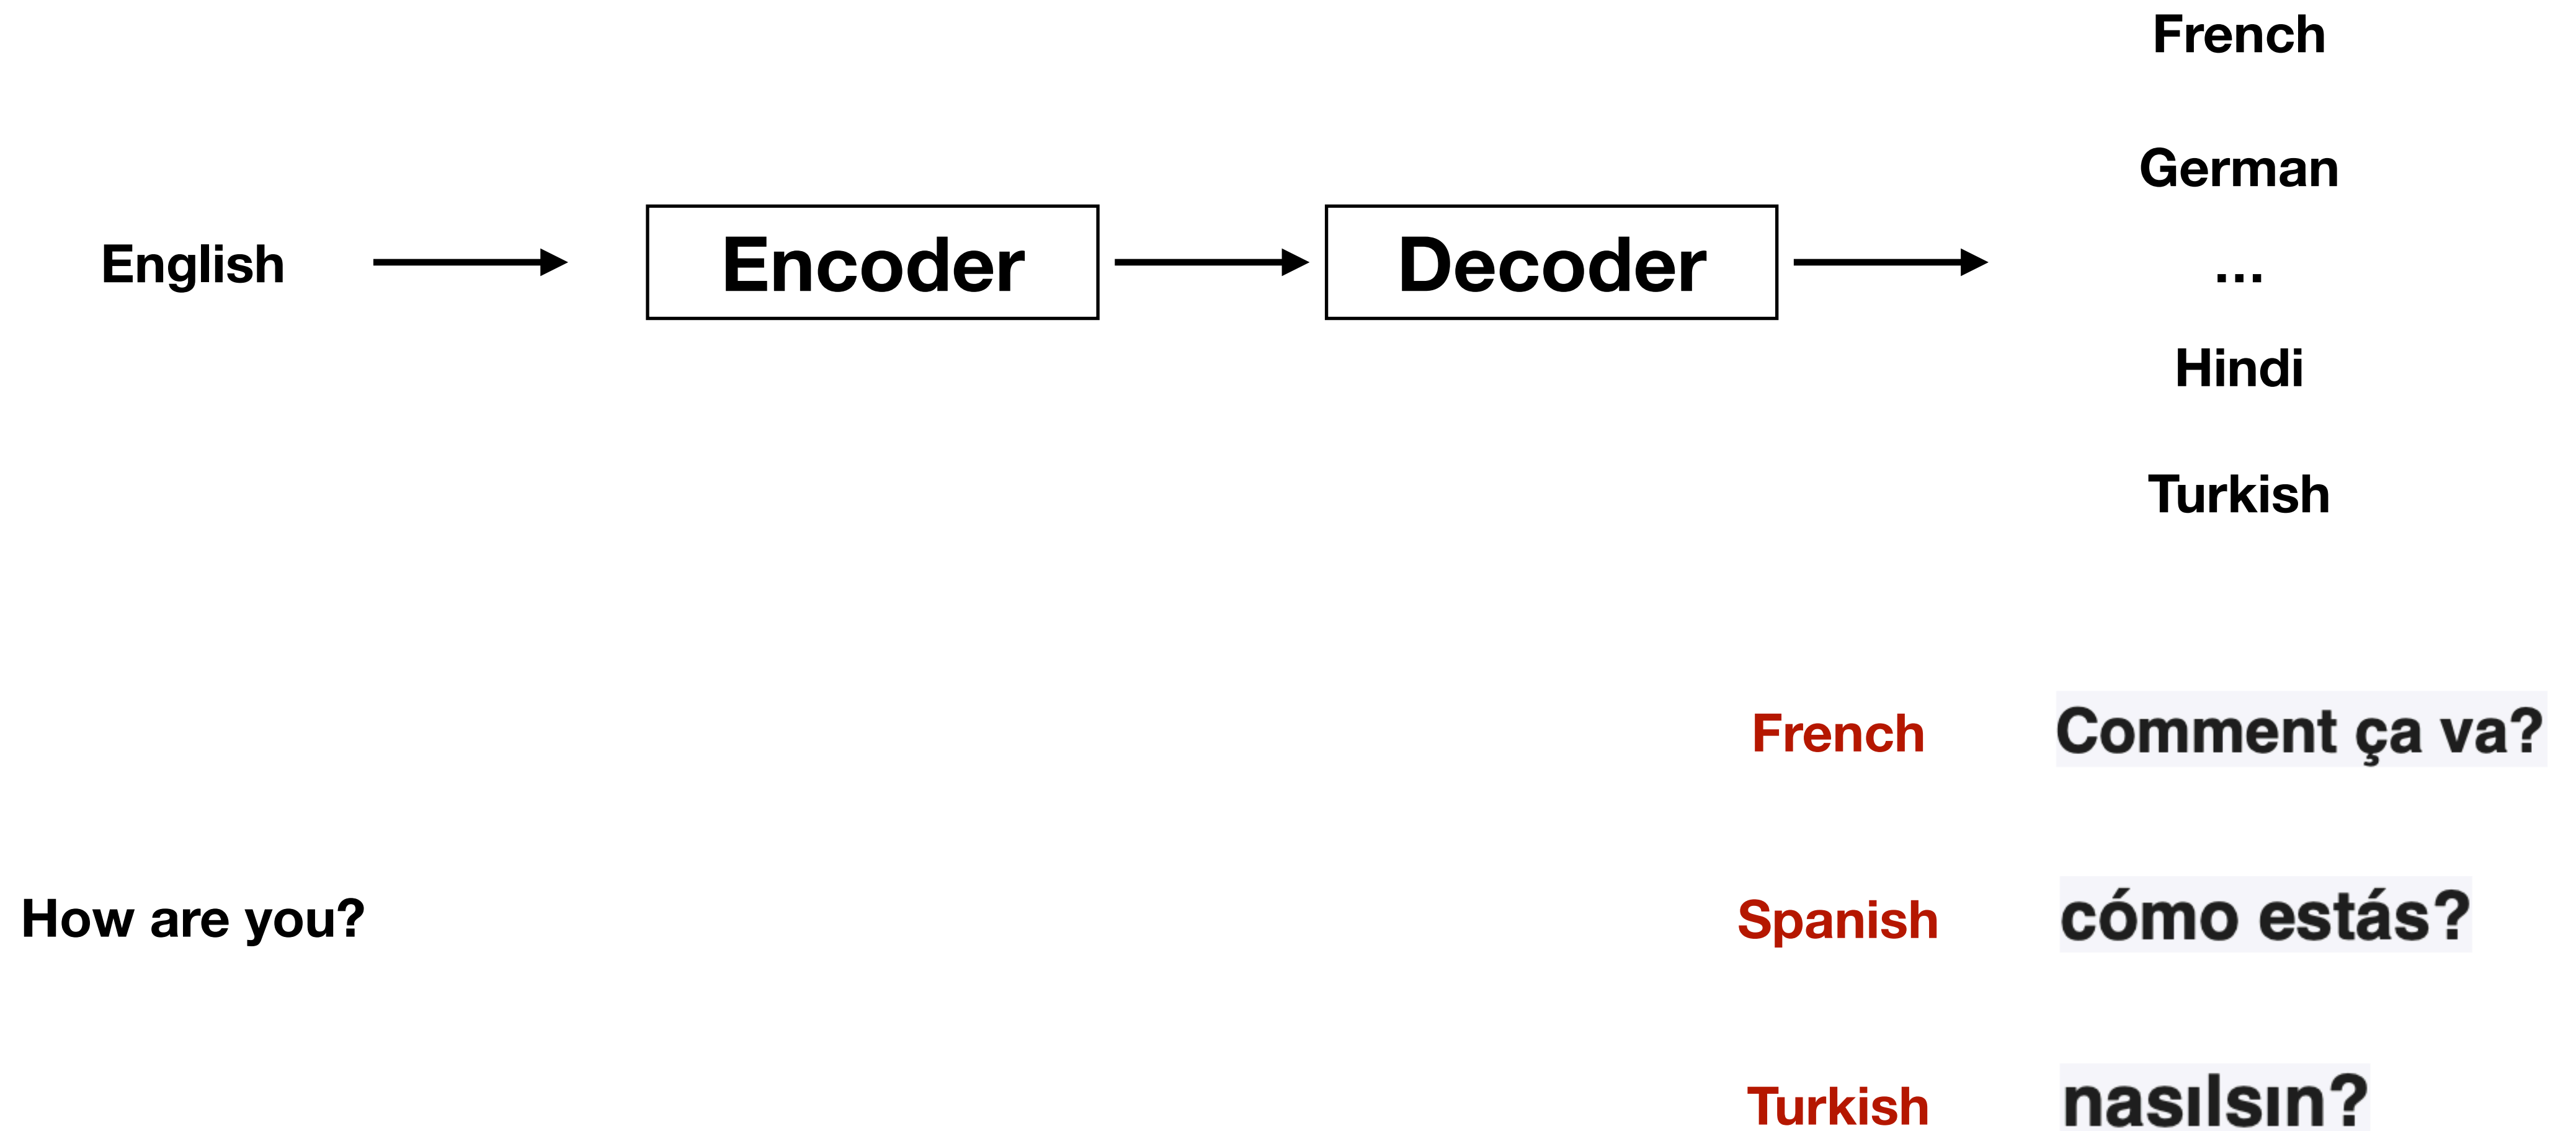 French
German
English
Encoder
Decoder
...
Hindi
Turkish
French
Comment ça va?
How are you?
Spanish
cómo estás?
Turkish
nasılsın?